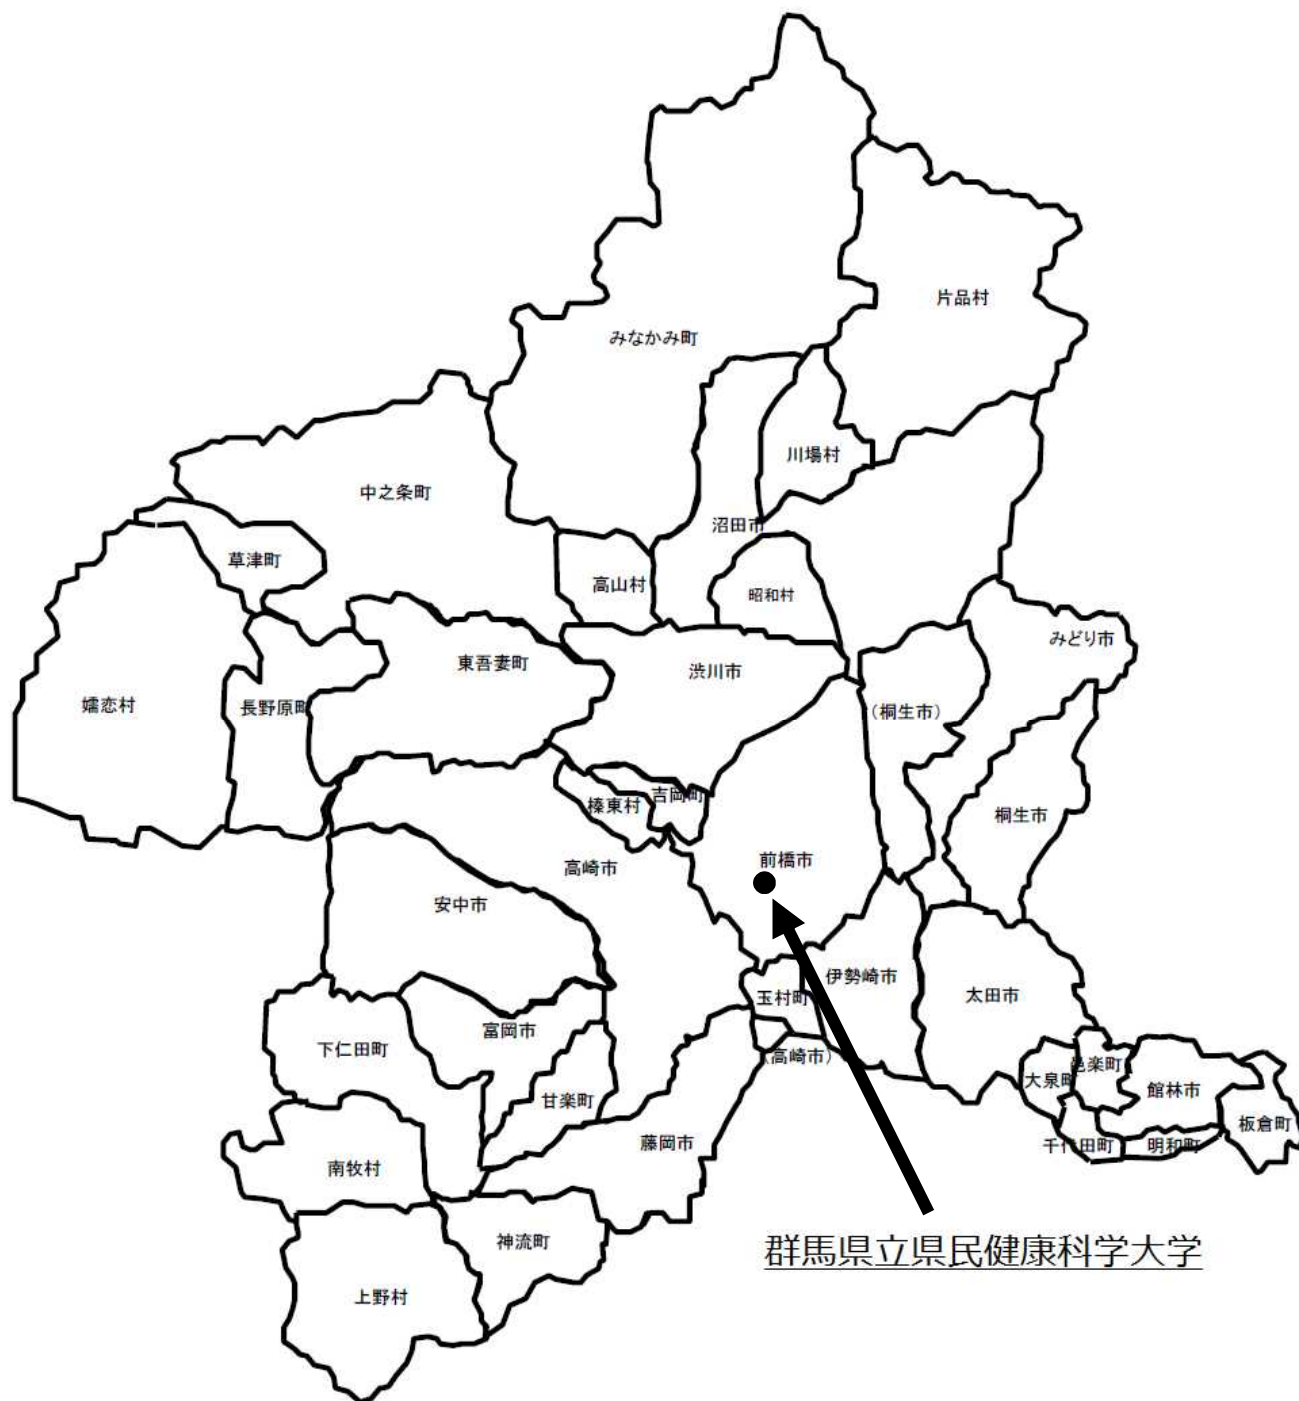 片品村
みなかみ町
川場村
中之条町
沼田市
草津町
高山村
昭和村
みどり市
東吾妻町
渋川市
嬬恋村
長野原町
(桐生市)
榛東村
吉岡町
桐生市
前橋市
高崎市
安中市
伊勢崎市
玉村町
太田市
富岡市
下仁田町
(高崎市)
邑楽町
大泉町
館林市
甘楽町
板倉町
藤岡市
千代田町
明和町
南牧村
神流町
群馬県立県民健康科学大学
上野村